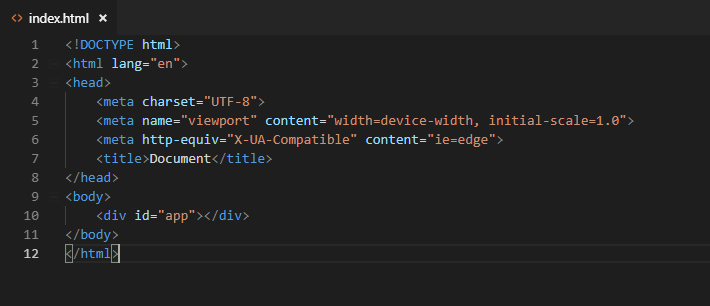 <> index.html ×
1 <!DOCTYPE html>
2 <html lang="en">
3 <head>
4     <meta charset="UTF-8">
5     <meta name="viewport" content="width=device-width, initial-scale=1.0">
6     <meta http-equiv="X-UA-Compatible" content="ie=edge">
7     <title>Document</title>
8 </head>
9 <body>
10     <div id="app"></div>
11 </body>
12 </html>